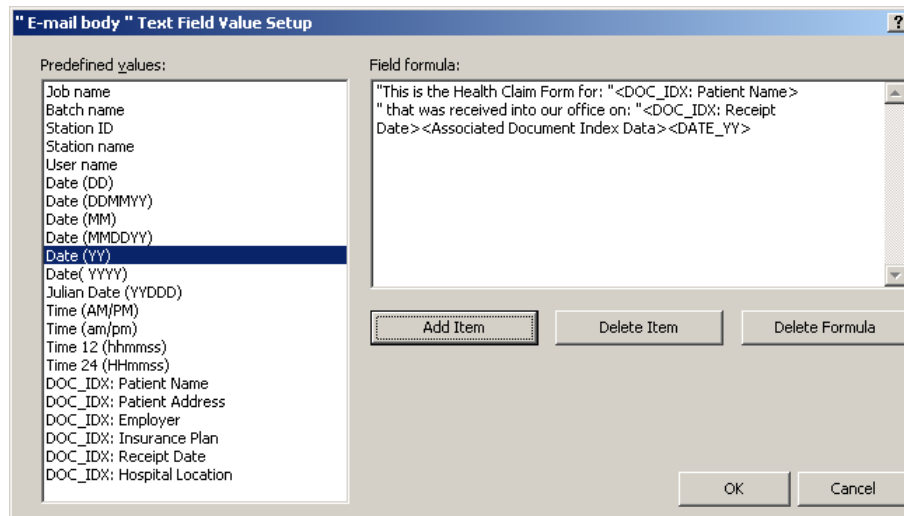 " E-mail body " Text Field Value Setup
?
Predefined values:
Job name
Batch name
Station ID
Station name
User name
Date (DD)
Date (DDMMYY)
Date (MM)
Date (MMDDYY)
Date (YY)
Date( YYYY)
Julian Date (YYDDD)
Time (AM/PM)
Time (am/pm)
Time 12 (hhmmss)
Time 24 (HHmmss)
DOC_IDX: Patient Name
DOC_IDX: Patient Address
DOC_IDX: Employer
DOC_IDX: Insurance Plan
DOC_IDX: Receipt Date
DOC_IDX: Hospital Location
Field formula:
"This is the Health Claim Form for: "<DOC_IDX: Patient Name>
" that was received into our office on: "<DOC_IDX: Receipt
Date><Associated Document Index Data><DATE_YY>
Add Item
Delete Item
Delete Formula
OK
Cancel